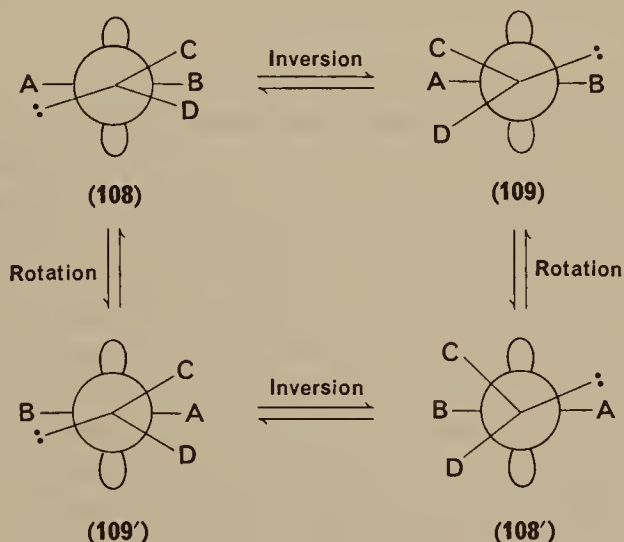 C Inversion C :
A B A B
: D D
(108) (109)
Rotation Rotation
C C :
B A Inversion B A
: D D
(109′) (108′)